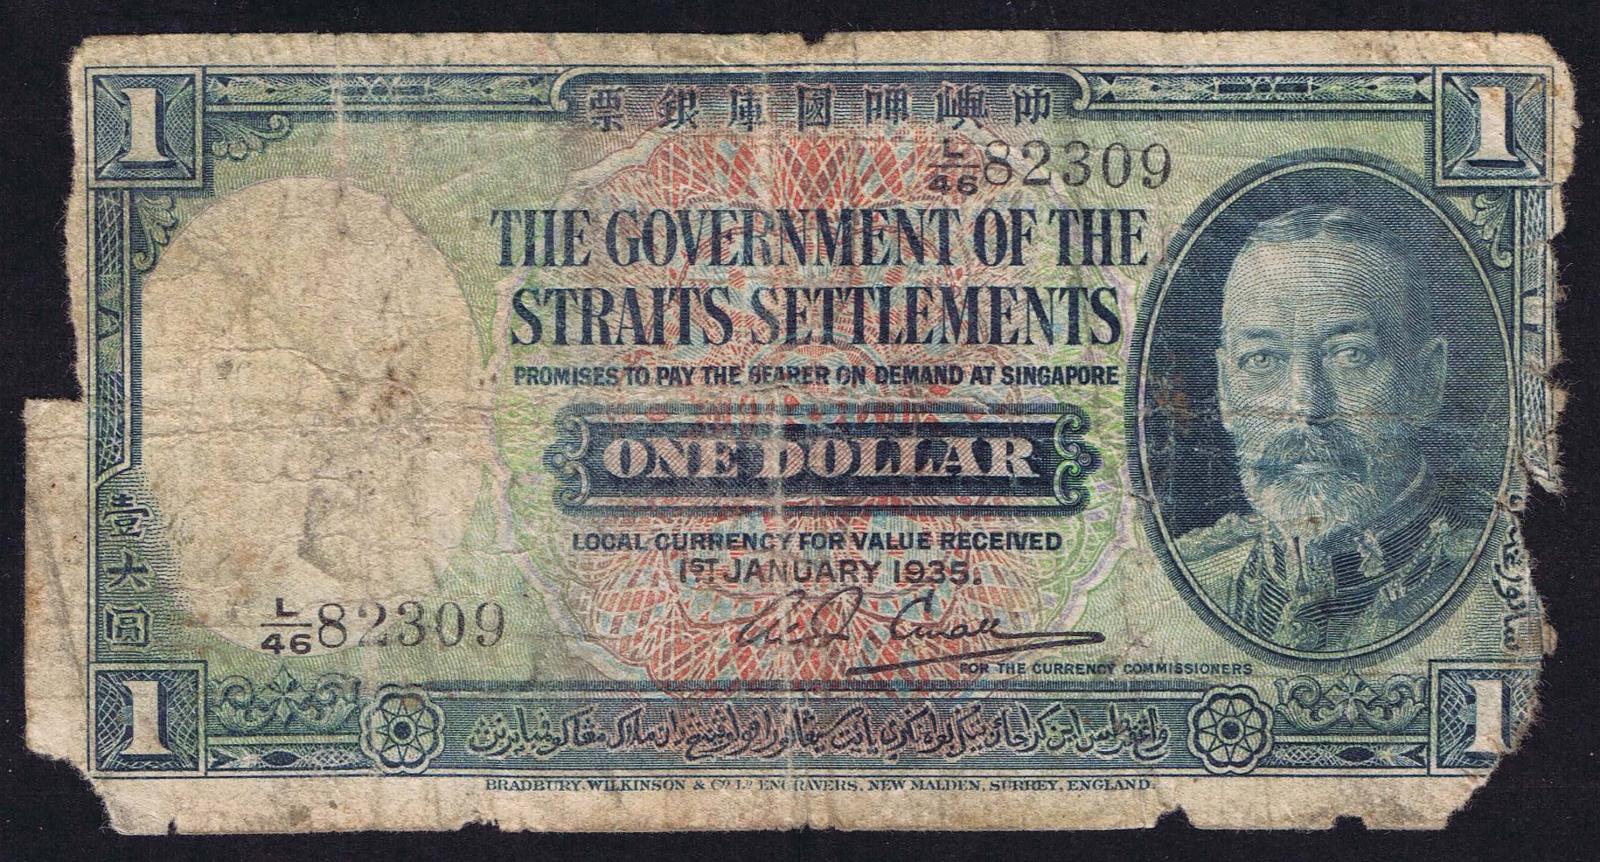 1
叻嶼呷國庫銀票
1
L/46 82309
THE GOVERNMENT OF THE
STRAITS SETTLEMENTS
PROMISES TO PAY THE BEARER ON DEMAND AT SINGAPORE
ONE DOLLAR
LOCAL CURRENCY FOR VALUE RECEIVED
1ST JANUARY 1935.
壹大圓
L/46 82309
FOR THE CURRENCY COMMISSIONERS
1
1
BRADBURY, WILKINSON & Co. Ld. ENGRAVERS, NEW MALDEN, SURREY, ENGLAND.